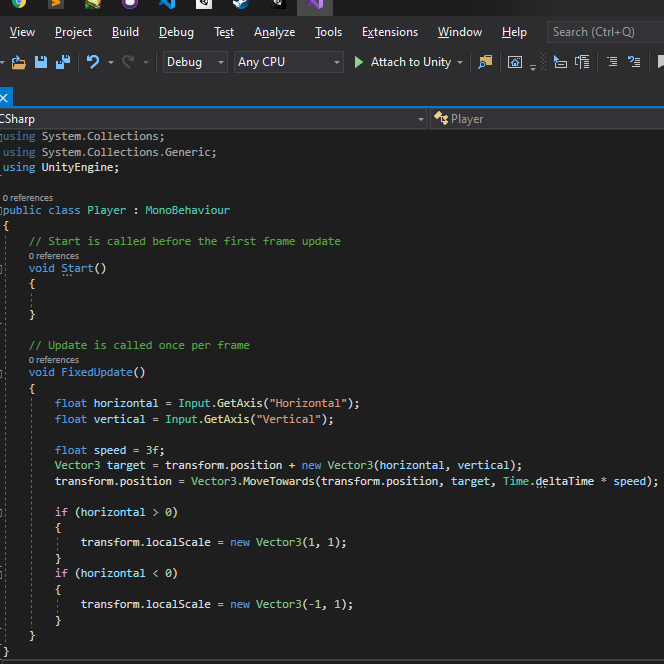 View Project Build Debug Test Analyze Tools Extensions Window Help Search (Ctrl+Q)
Debug Any CPU Attach to Unity
CSharp Player
using System.Collections;
using System.Collections.Generic;
using UnityEngine;
0 references
public class Player : MonoBehaviour
{
// Start is called before the first frame update
0 references
void Start()
{
}
// Update is called once per frame
0 references
void FixedUpdate()
{
float horizontal = Input.GetAxis("Horizontal");
float vertical = Input.GetAxis("Vertical");
float speed = 3f;
Vector3 target = transform.position + new Vector3(horizontal, vertical);
transform.position = Vector3.MoveTowards(transform.position, target, Time.deltaTime * speed);
if (horizontal > 0)
{
transform.localScale = new Vector3(1, 1);
}
if (horizontal < 0)
{
transform.localScale = new Vector3(-1, 1);
}
}
}